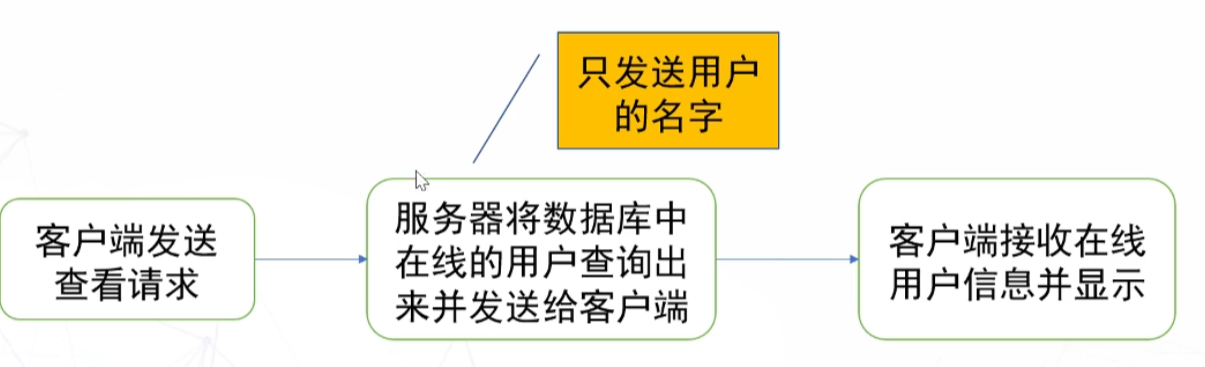 只发送用户
的名字
客户端发送
查看请求
服务器将数据库中
在线的用户查询出
来并发送给客户端
客户端接收在线
用户信息并显示